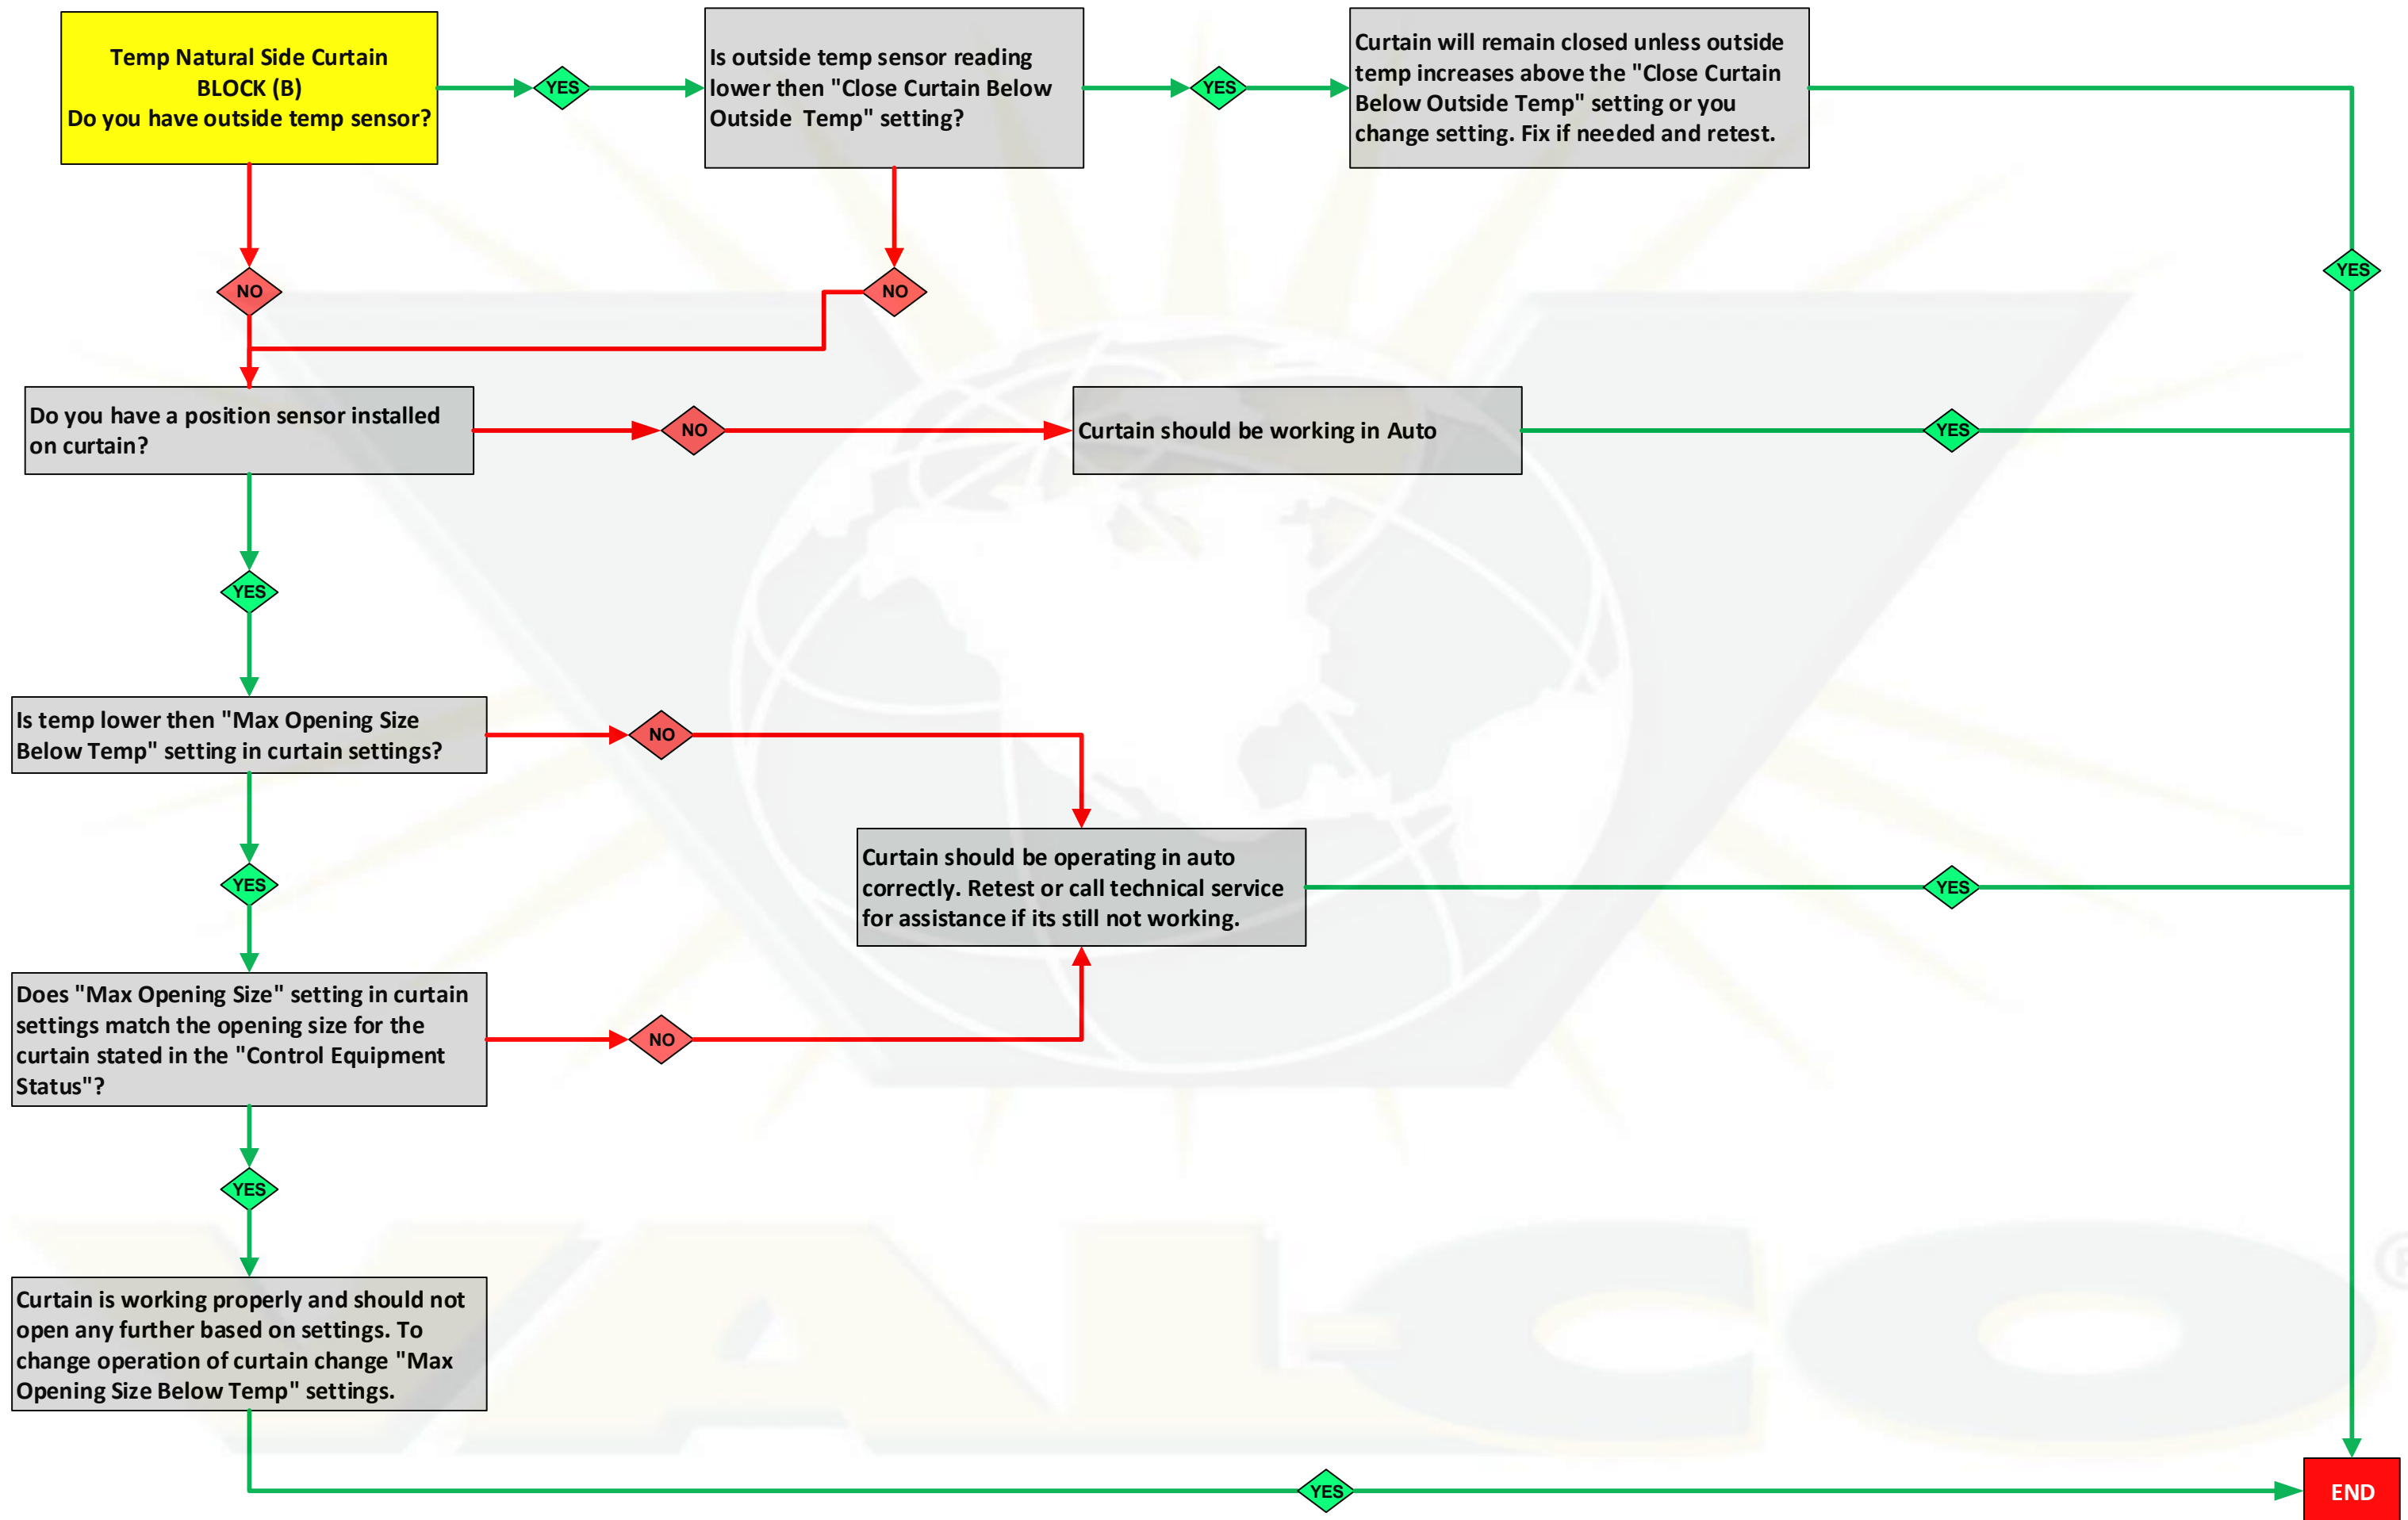 Temp Natural Side Curtain
BLOCK (B)
Do you have outside temp sensor?
YES
Is outside temp sensor reading
lower then "Close Curtain Below
Outside  Temp" setting?
YES
Curtain will remain closed unless outside
temp increases above the "Close Curtain
Below Outside Temp" setting or you
change setting. Fix if needed and retest.
YES
NO
NO
Do you have a position sensor installed
on curtain?
NO
Curtain should be working in Auto
YES
YES
Is temp lower then "Max Opening Size
Below Temp" setting in curtain settings?
NO
Curtain should be operating in auto
correctly. Retest or call technical service
for assistance if its still not working.
YES
YES
Does "Max Opening Size" setting in curtain
settings match the opening size for the
curtain stated in the "Control Equipment
Status"?
NO
YES
Curtain is working properly and should not
open any further based on settings. To
change operation of curtain change "Max
Opening Size Below Temp" settings.
YES
END
VAL-CO®